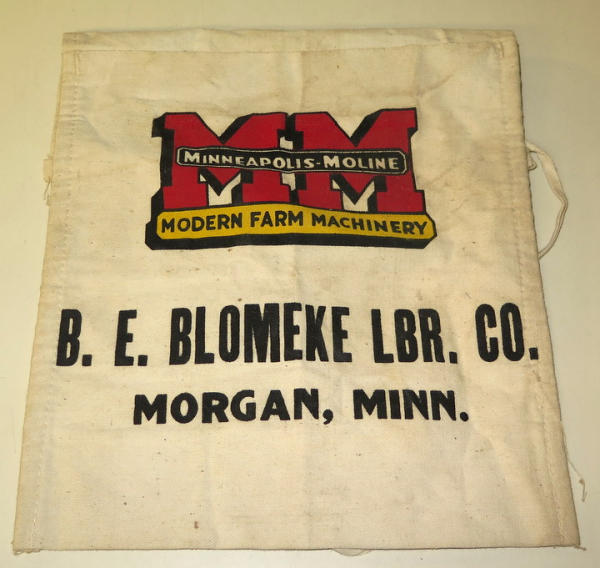 MM
MINNEAPOLIS-MOLINE
MODERN FARM MACHINERY
B. E. BLOMEKE LBR. CO.
MORGAN, MINN.